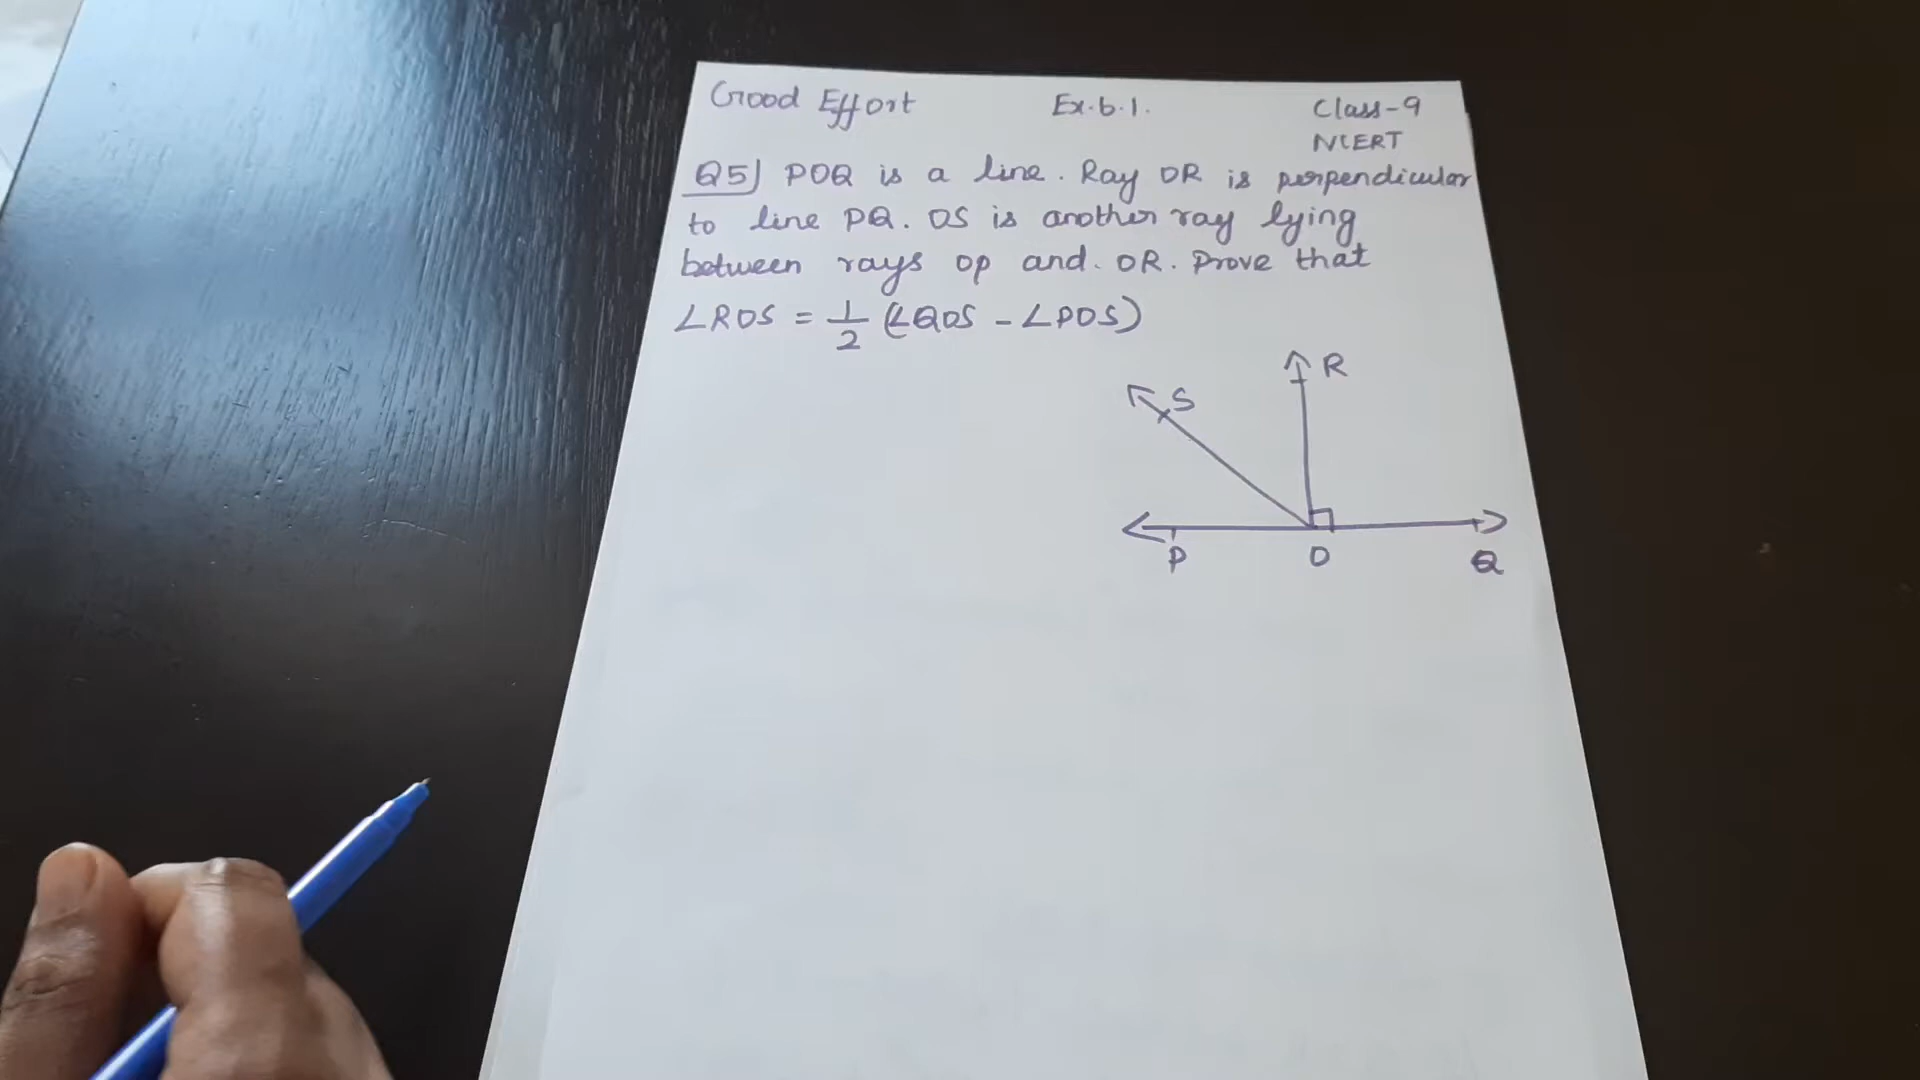 Good Effort Ex.6.1. Class-9
NCERT
Q5) POQ is a line. Ray OR is perpendicular
to line PQ. OS is another ray lying
between rays OP and OR. Prove that
∠ROS = 1/2 (∠QOS - ∠POS)
R
S
P O Q